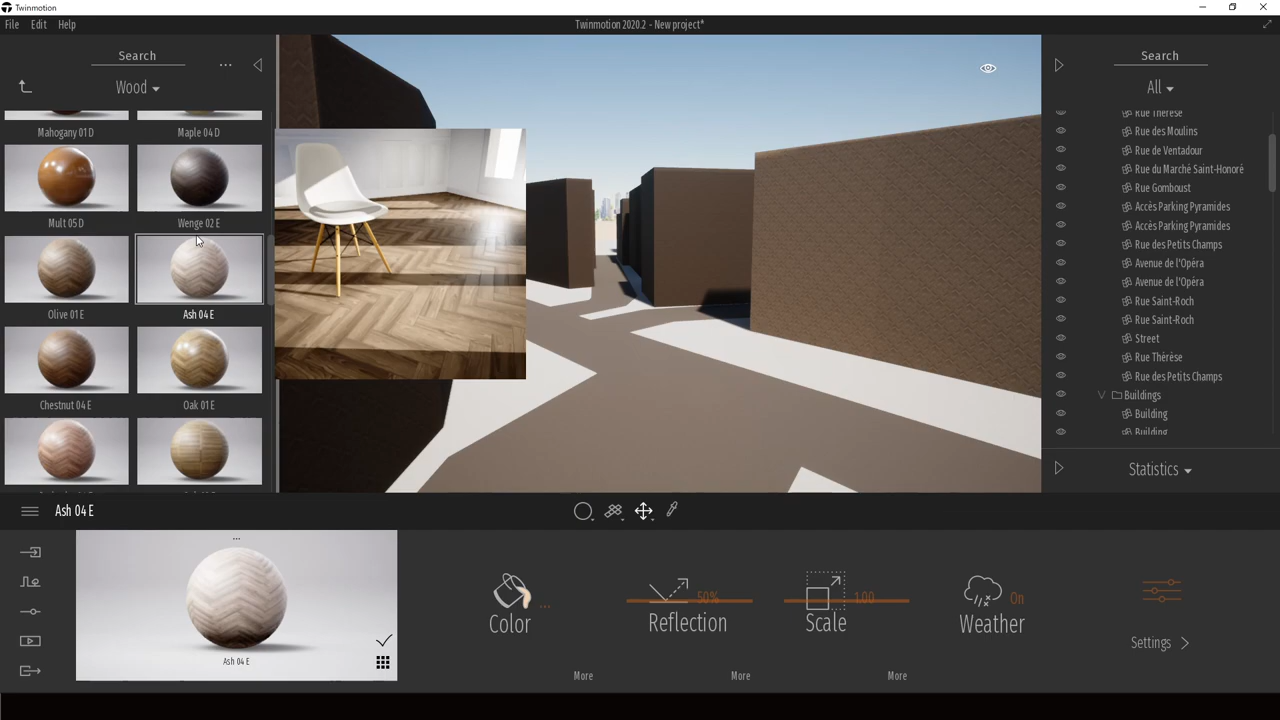 Twinmotion
File Edit Help
Twinmotion 2020.2 - New project*
Search
...
Wood
Mahogany 01 D
Maple 04 D
Mult 05 D
Wenge 02 E
Olive 01 E
Ash 04 E
Chestnut 04 E
Oak 01 E
Search
All
Rue Thérèse
Rue des Moulins
Rue de Ventadour
Rue du Marché Saint-Honoré
Rue Gomboust
Accès Parking Pyramides
Accès Parking Pyramides
Rue des Petits Champs
Avenue de l'Opéra
Avenue de l'Opéra
Rue Saint-Roch
Rue Saint-Roch
Street
Rue Thérèse
Rue des Petits Champs
Buildings
Building
Building
Statistics
Ash 04 E
...
Ash 04 E
Color
...
Reflection
50%
Scale
1.00
Weather
On
Settings
More
More
More